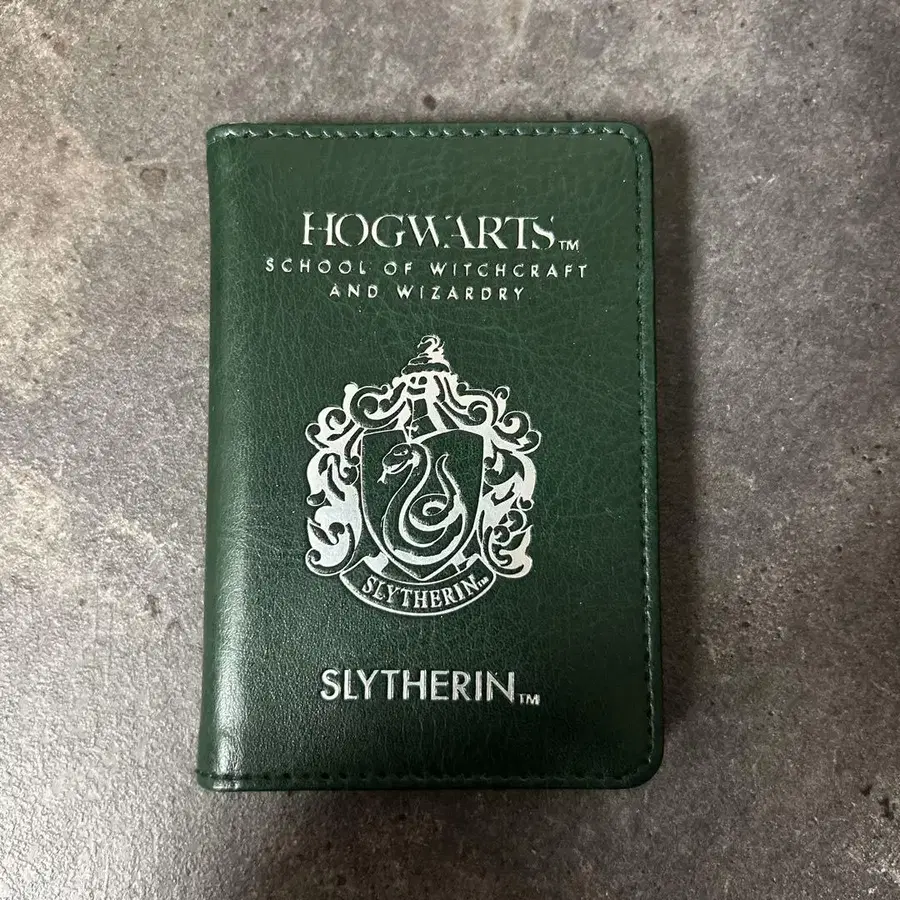 HOGWARTS™
SCHOOL OF WITCHCRAFT
AND WIZARDRY
SLYTHERIN™
SLYTHERIN™